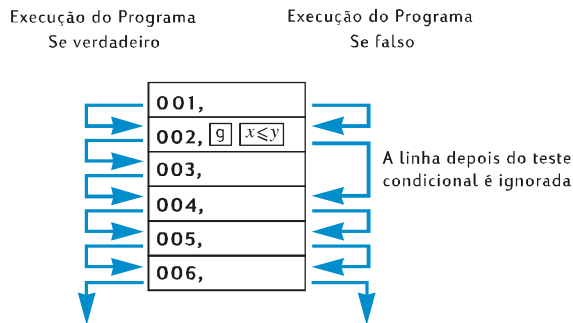 Execução do Programa
Se verdadeiro
Execução do Programa
Se falso
001,
002, g x≤y
003,
004,
005,
006,
A linha depois do teste
condicional é ignorada